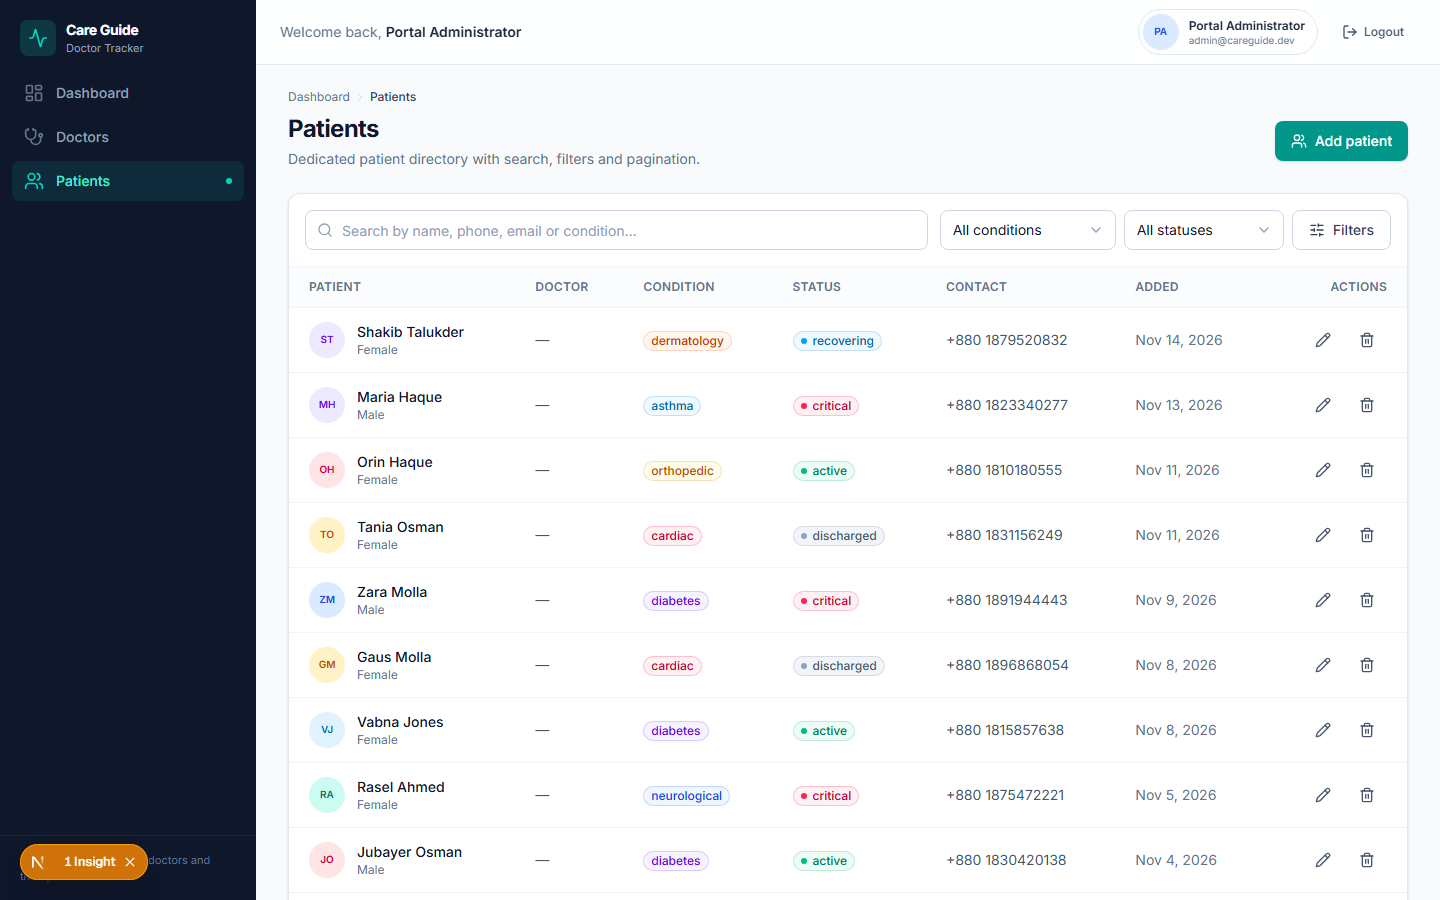 Care Guide
Doctor Tracker
Dashboard
Doctors
Patients
doctors and
1 Insight
Welcome back, Portal Administrator
PA
Portal Administrator
admin@careguide.dev
Logout
Dashboard > Patients
Patients
Dedicated patient directory with search, filters and pagination.
Add patient
Search by name, phone, email or condition...
All conditions
All statuses
Filters
PATIENT DOCTOR CONDITION STATUS CONTACT ADDED ACTIONS
ST Shakib Talukder — dermatology recovering +880 1879520832 Nov 14, 2026
Female
MH Maria Haque — asthma critical +880 1823340277 Nov 13, 2026
Male
OH Orin Haque — orthopedic active +880 1810180555 Nov 11, 2026
Female
TO Tania Osman — cardiac discharged +880 1831156249 Nov 11, 2026
Female
ZM Zara Molla — diabetes critical +880 1891944443 Nov 9, 2026
Male
GM Gaus Molla — cardiac discharged +880 1896868054 Nov 8, 2026
Female
VJ Vabna Jones — diabetes active +880 1815857638 Nov 8, 2026
Female
RA Rasel Ahmed — neurological critical +880 1875472221 Nov 5, 2026
Female
JO Jubayer Osman — diabetes active +880 1830420138 Nov 4, 2026
Male